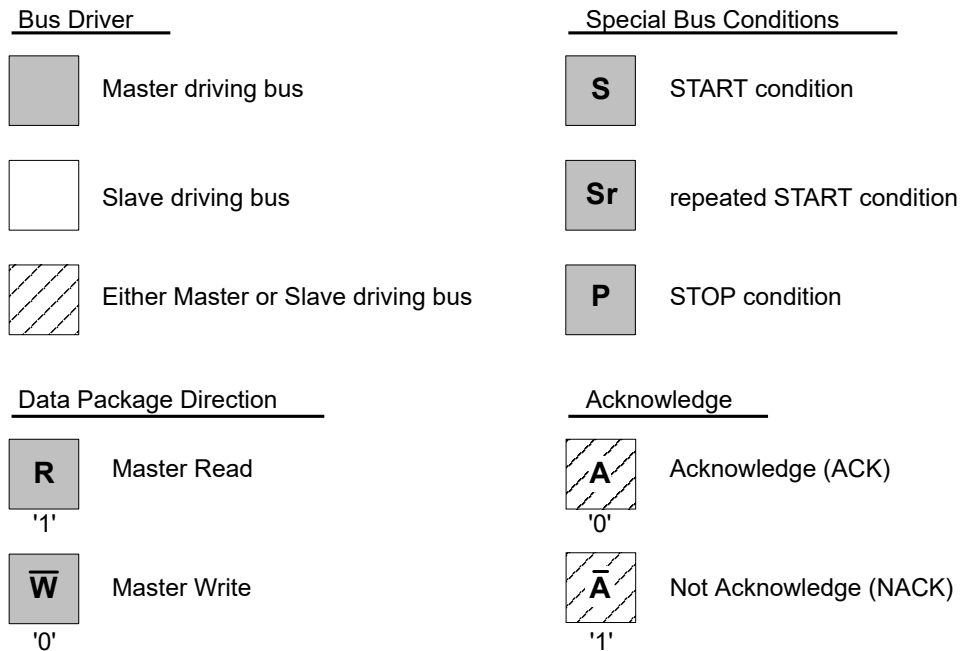 Bus Driver
Master driving bus
Slave driving bus
Either Master or Slave driving bus
Special Bus Conditions
S START condition
Sr repeated START condition
P STOP condition
Data Package Direction
R Master Read
'1'
W̅ Master Write
'0'
Acknowledge
A Acknowledge (ACK)
'0'
A̅ Not Acknowledge (NACK)
'1'